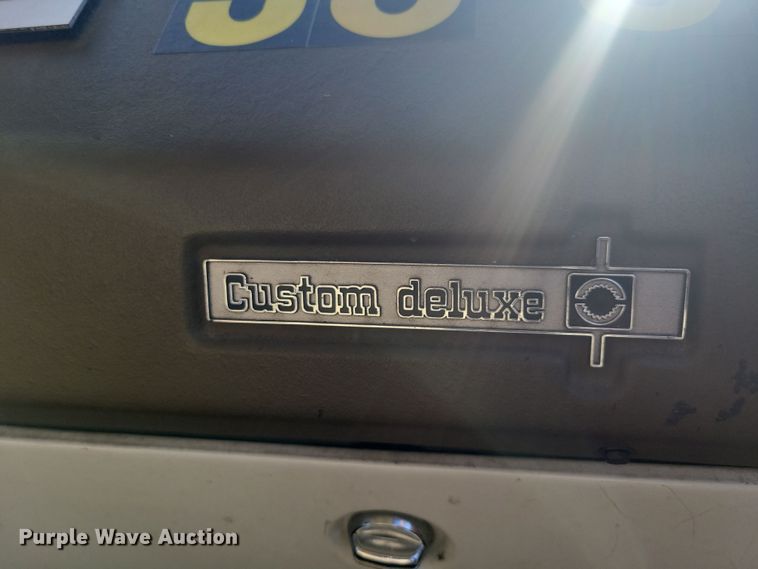 Custom deluxe
Purple Wave Auction